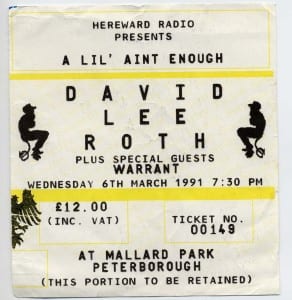 HEREWARD RADIO
PRESENTS
A LIL' AINT ENOUGH
DAVID
LEE
ROTH
PLUS SPECIAL GUESTS
WARRANT
WEDNESDAY 6TH MARCH 1991 7:30 PM
£12.00
(INC. VAT)
TICKET NO.
00149
AT MALLARD PARK
PETERBOROUGH
(THIS PORTION TO BE RETAINED)